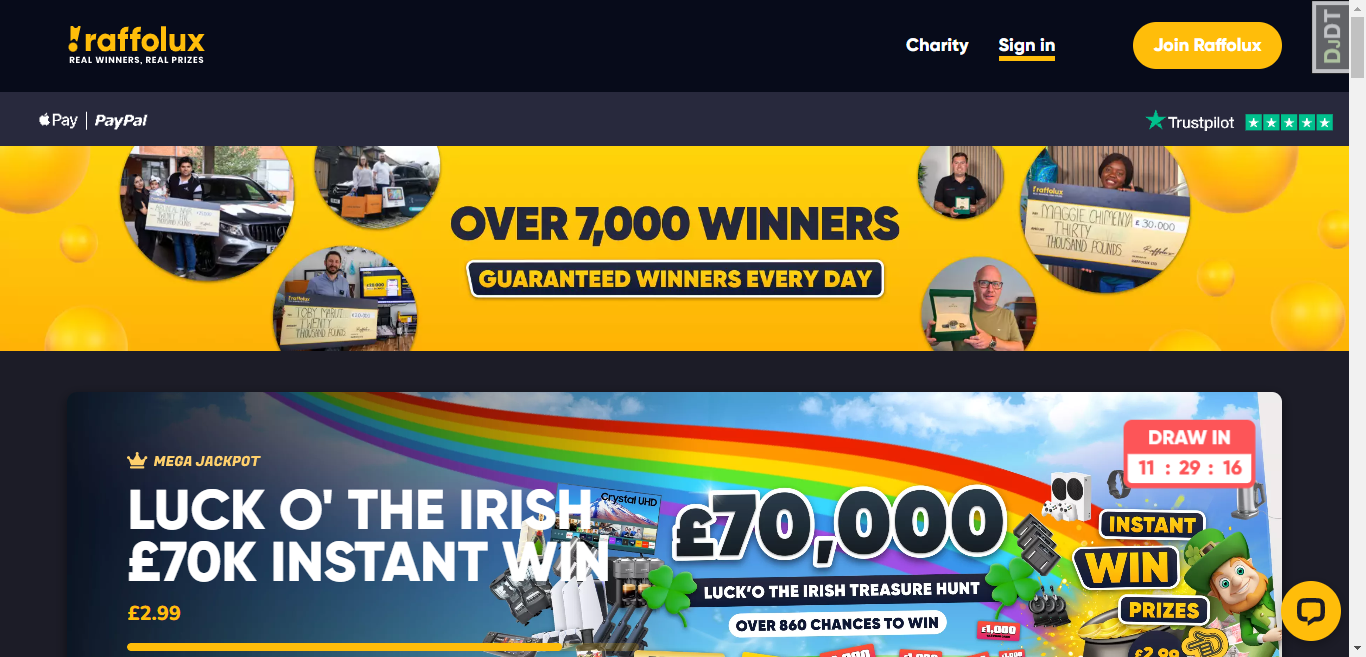 raffolux
REAL WINNERS, REAL PRIZES
Charity
Sign in
Join Raffolux
DJDT
Pay
PayPal
Trustpilot
OVER 7,000 WINNERS
GUARANTEED WINNERS EVERY DAY
raffolux
MAGGIE CHIMENYA
£ 30,000
THIRTY
THOUSAND POUNDS
TOBY
TWENTY
THOUSAND POUNDS
MEGA JACKPOT
LUCK O' THE IRISH
£70K INSTANT WIN
£2.99
Crystal UHD
£70,000
LUCK'O THE IRISH TREASURE HUNT
OVER 860 CHANCES TO WIN
£1,000
DRAW IN
11 : 29 : 16
INSTANT
WIN
PRIZES
£2.99